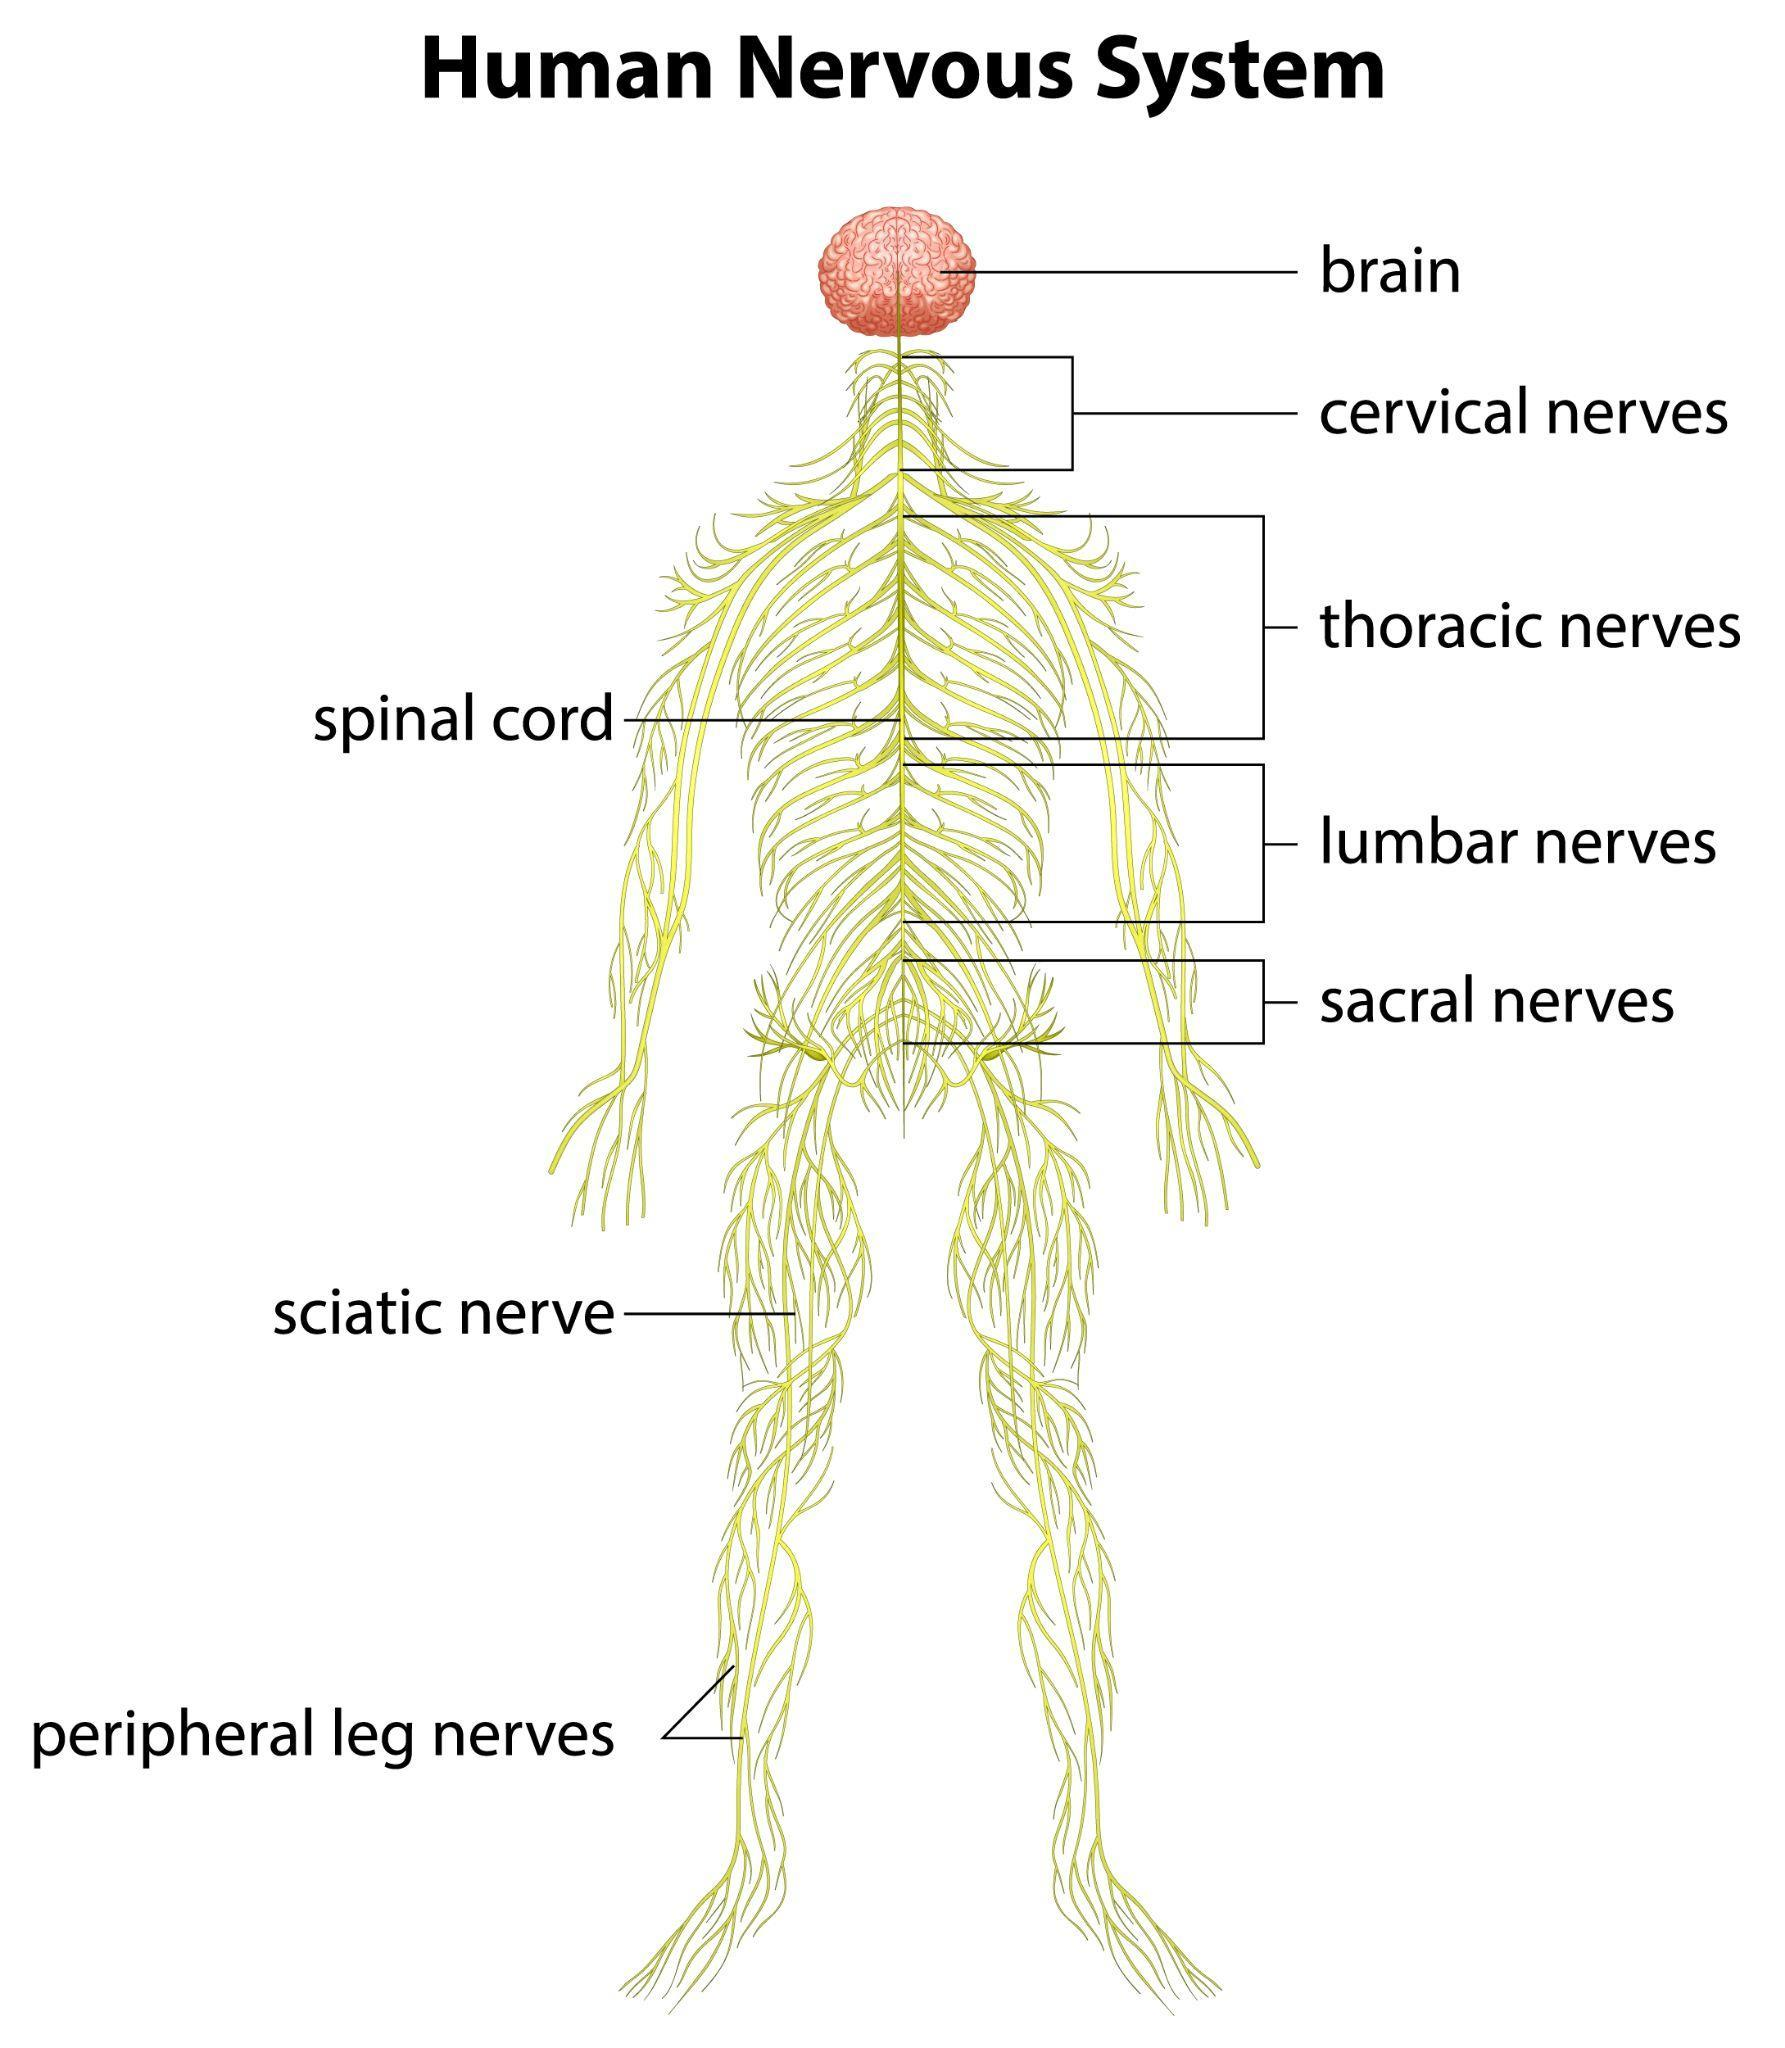 Human Nervous System
brain
cervical nerves
thoracic nerves
spinal cord
lumbar nerves
sacral nerves
sciatic nerve
peripheral leg nerves